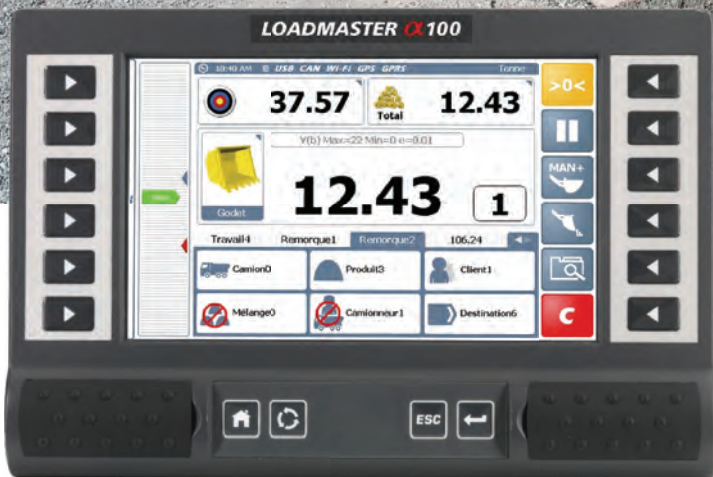 LOADMASTER α100
10:40 AM USB CAN WI-FI GPS GPRS Tonne
37.57
Total
12.43
>0<
Y(b) Max=22 Min=0 e=0.01
Godet
12.43
1
MAN+
Travail4 Remorque1 Remorque2 106.24
Camion0 Produit3 Client1
Mélange0 Camionneur1 Destination6
C
ESC